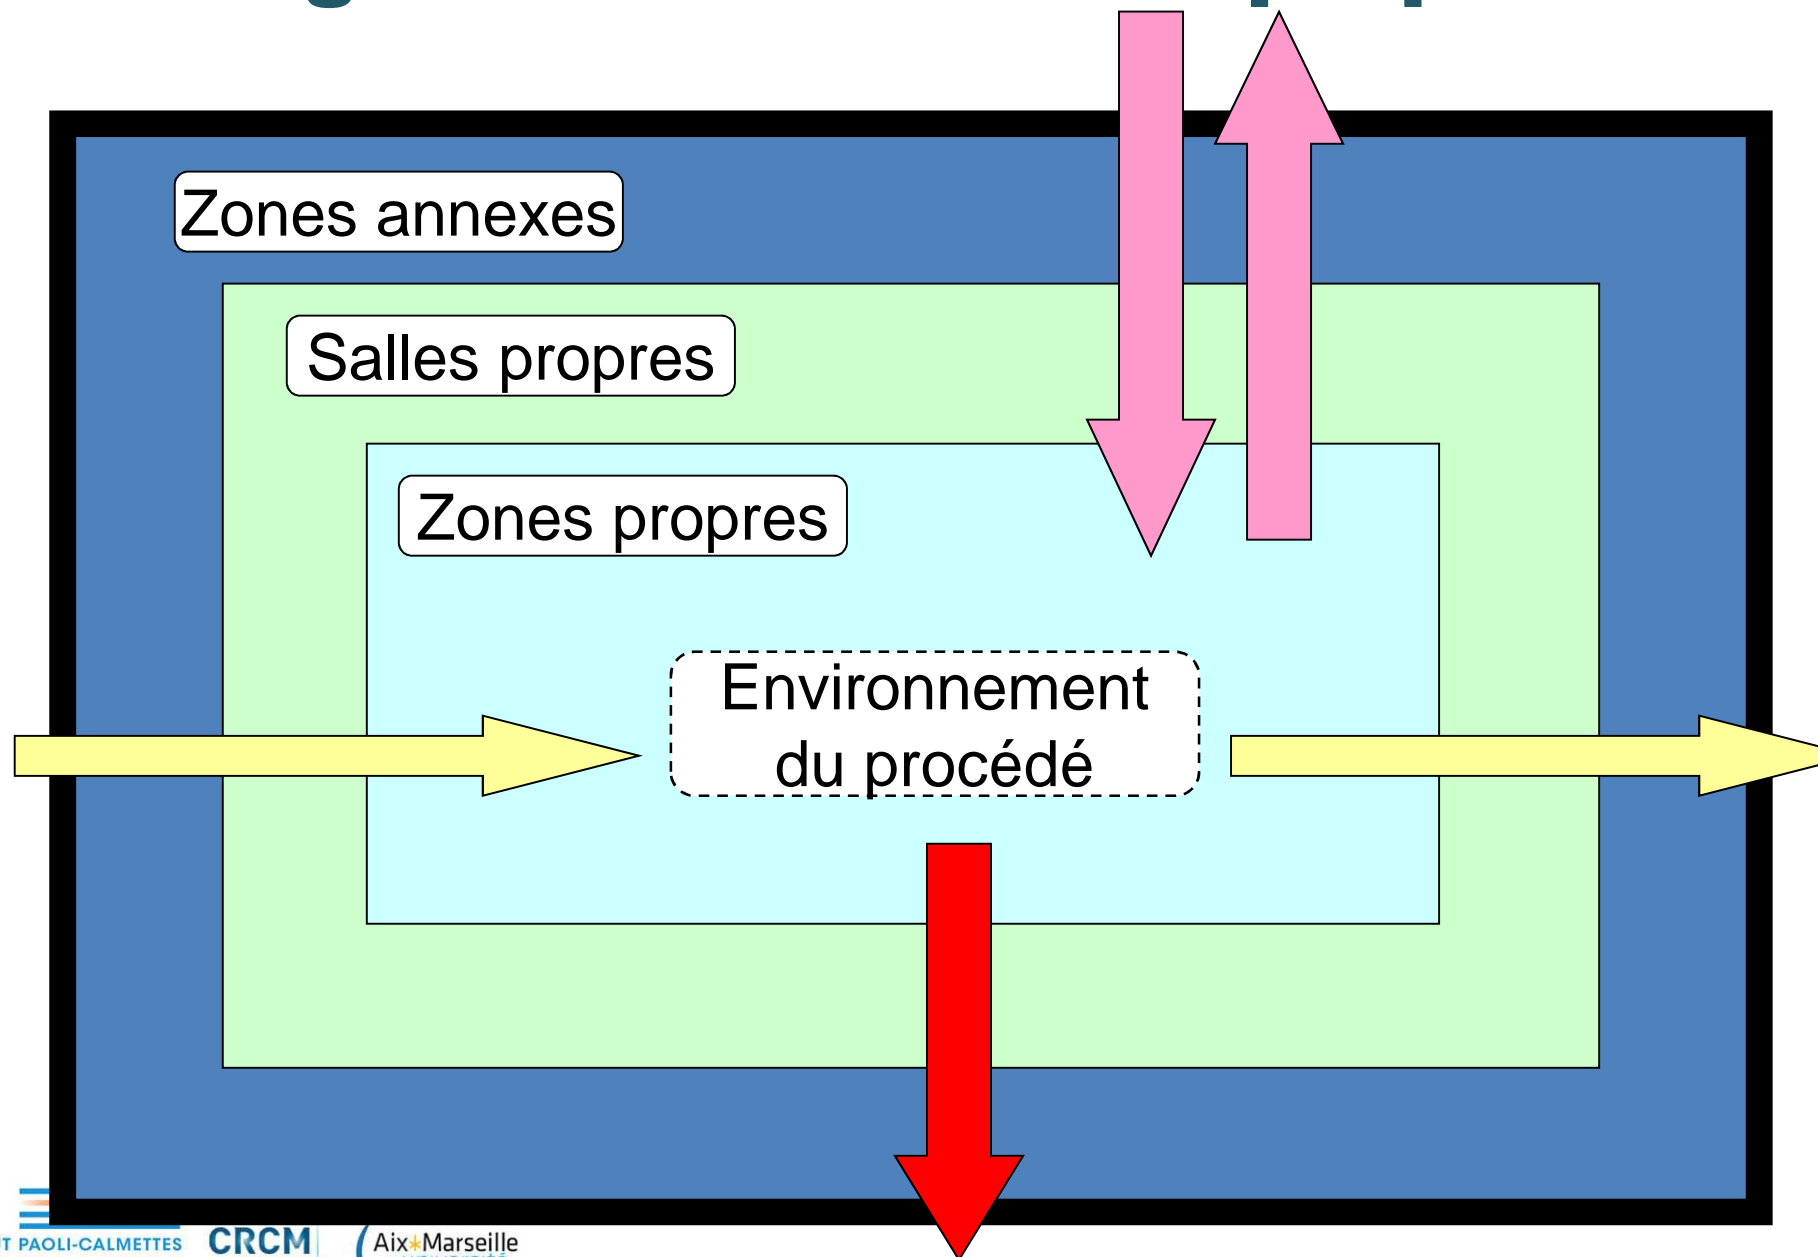 Zones annexes
Salles propres
Zones propres
Environnement
du procédé
PAOLI-CALMETTES
CRCM
Aix*Marseille